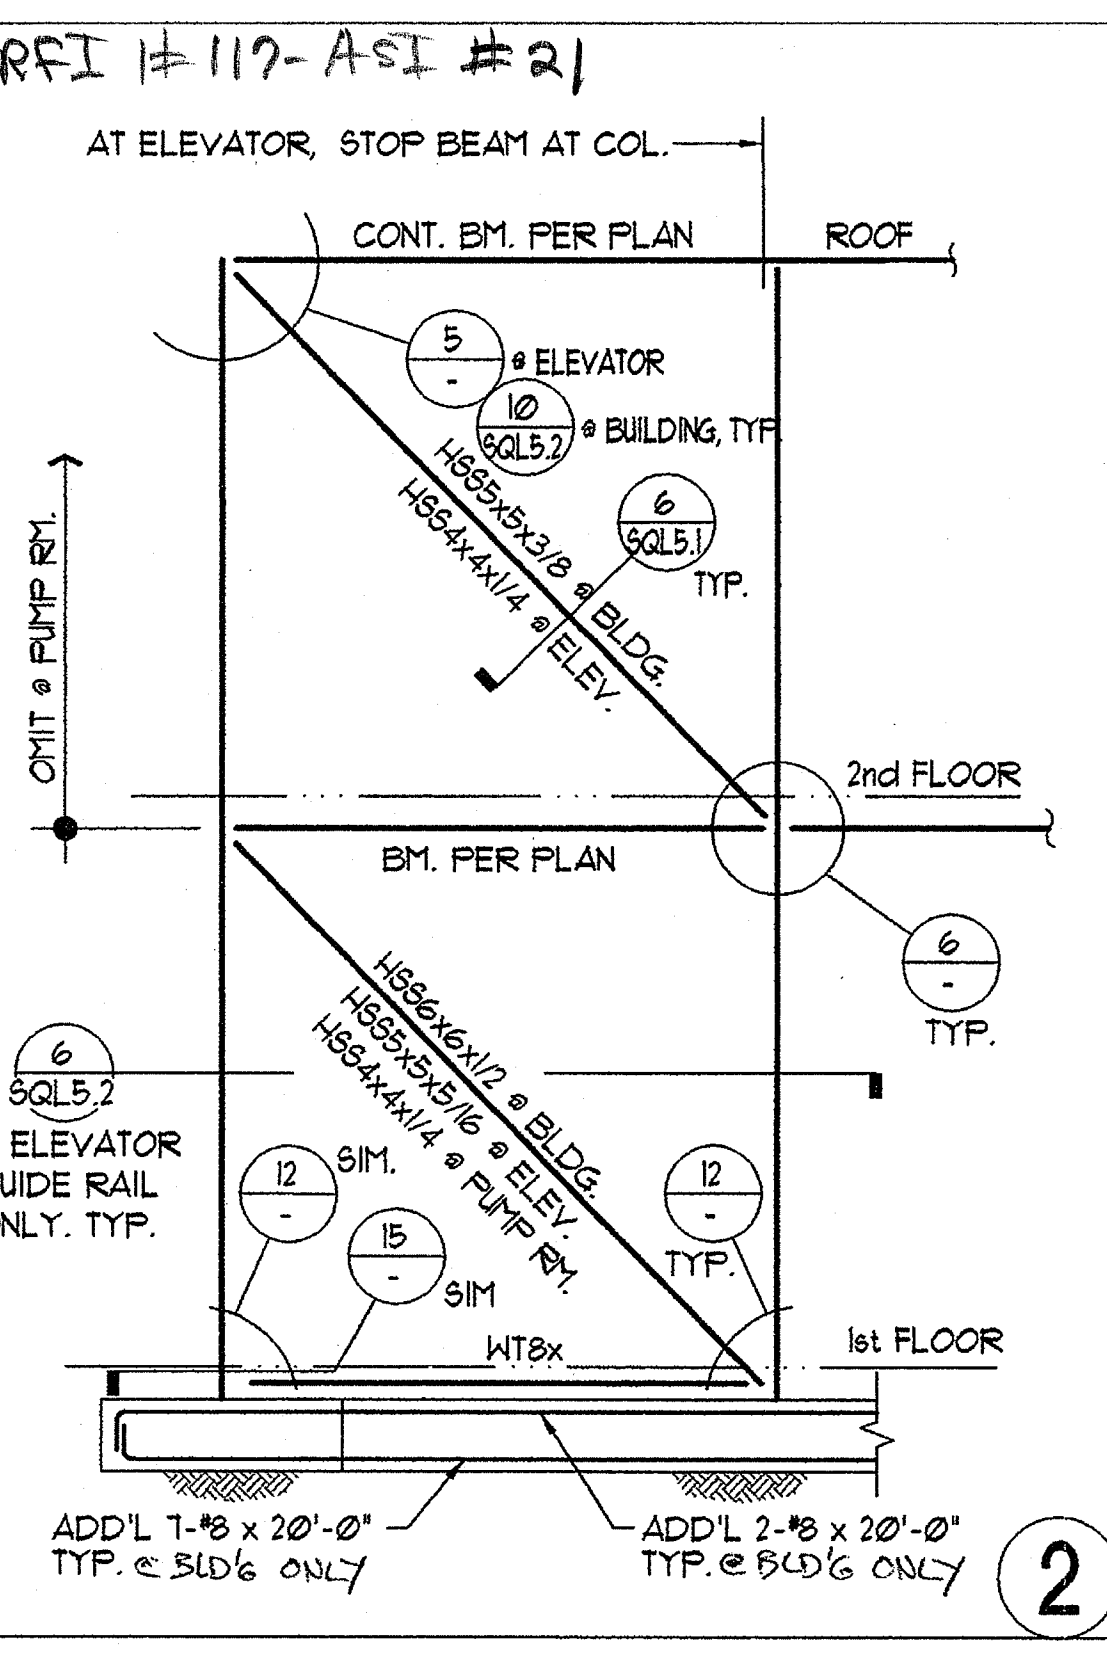 RFI #117- ASI #21
AT ELEVATOR, STOP BEAM AT COL.
CONT. BM. PER PLAN
ROOF
5
-
@ ELEVATOR
10
SQL5.2
@ BUILDING, TYP
HSS5x5x3/8 @ BLDG.
HSS4x4x1/4 @ ELEV.
6
SQL5.1
TYP.
OMIT @ PUMP RM.
2nd FLOOR
BM. PER PLAN
6
-
TYP.
HSS6x6x1/2 @ BLDG.
HSS5x5x5/16 @ ELEV.
HSS4x4x1/4 @ PUMP RM.
6
SQL5.2
ELEVATOR
UIDE RAIL
NLY. TYP.
12
-
SIM.
15
-
SIM
12
-
TYP.
WT8x
1st FLOOR
ADD'L 7-#8 x 20'-0"
TYP. @ BLD'G ONLY
ADD'L 2-#8 x 20'-0"
TYP. @ BLD'G ONLY
2